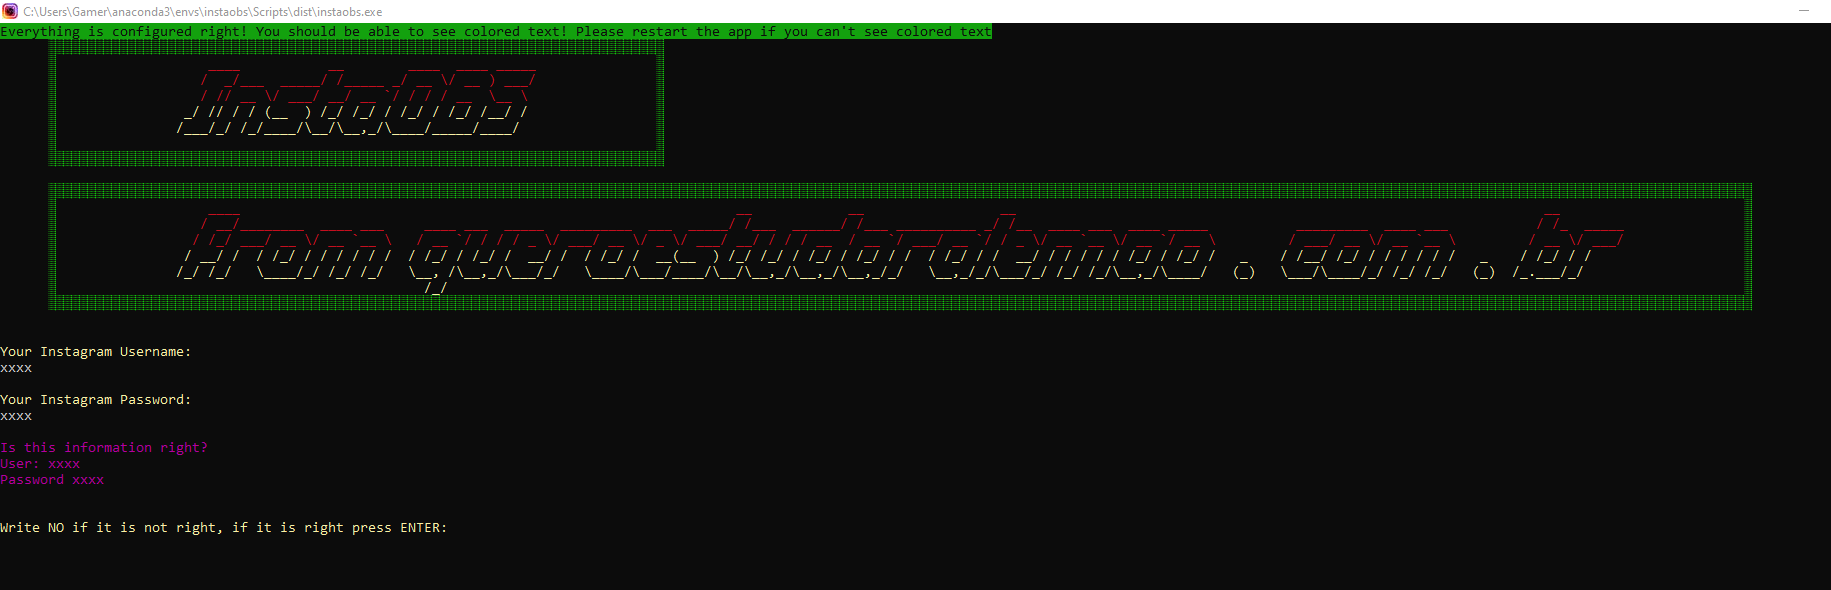 C:\Users\Gamer\anaconda3\envs\instaobs\Scripts\dist\instaobs.exe
Everything is configured right! You should be able to see colored text! Please restart the app if you can't see colored text
InstaOBS
From queroestudaralemao . com . br
Your Instagram Username:
xxxx
Your Instagram Password:
xxxx
Is this information right?
User: xxxx
Password xxxx
Write NO if it is not right, if it is right press ENTER: